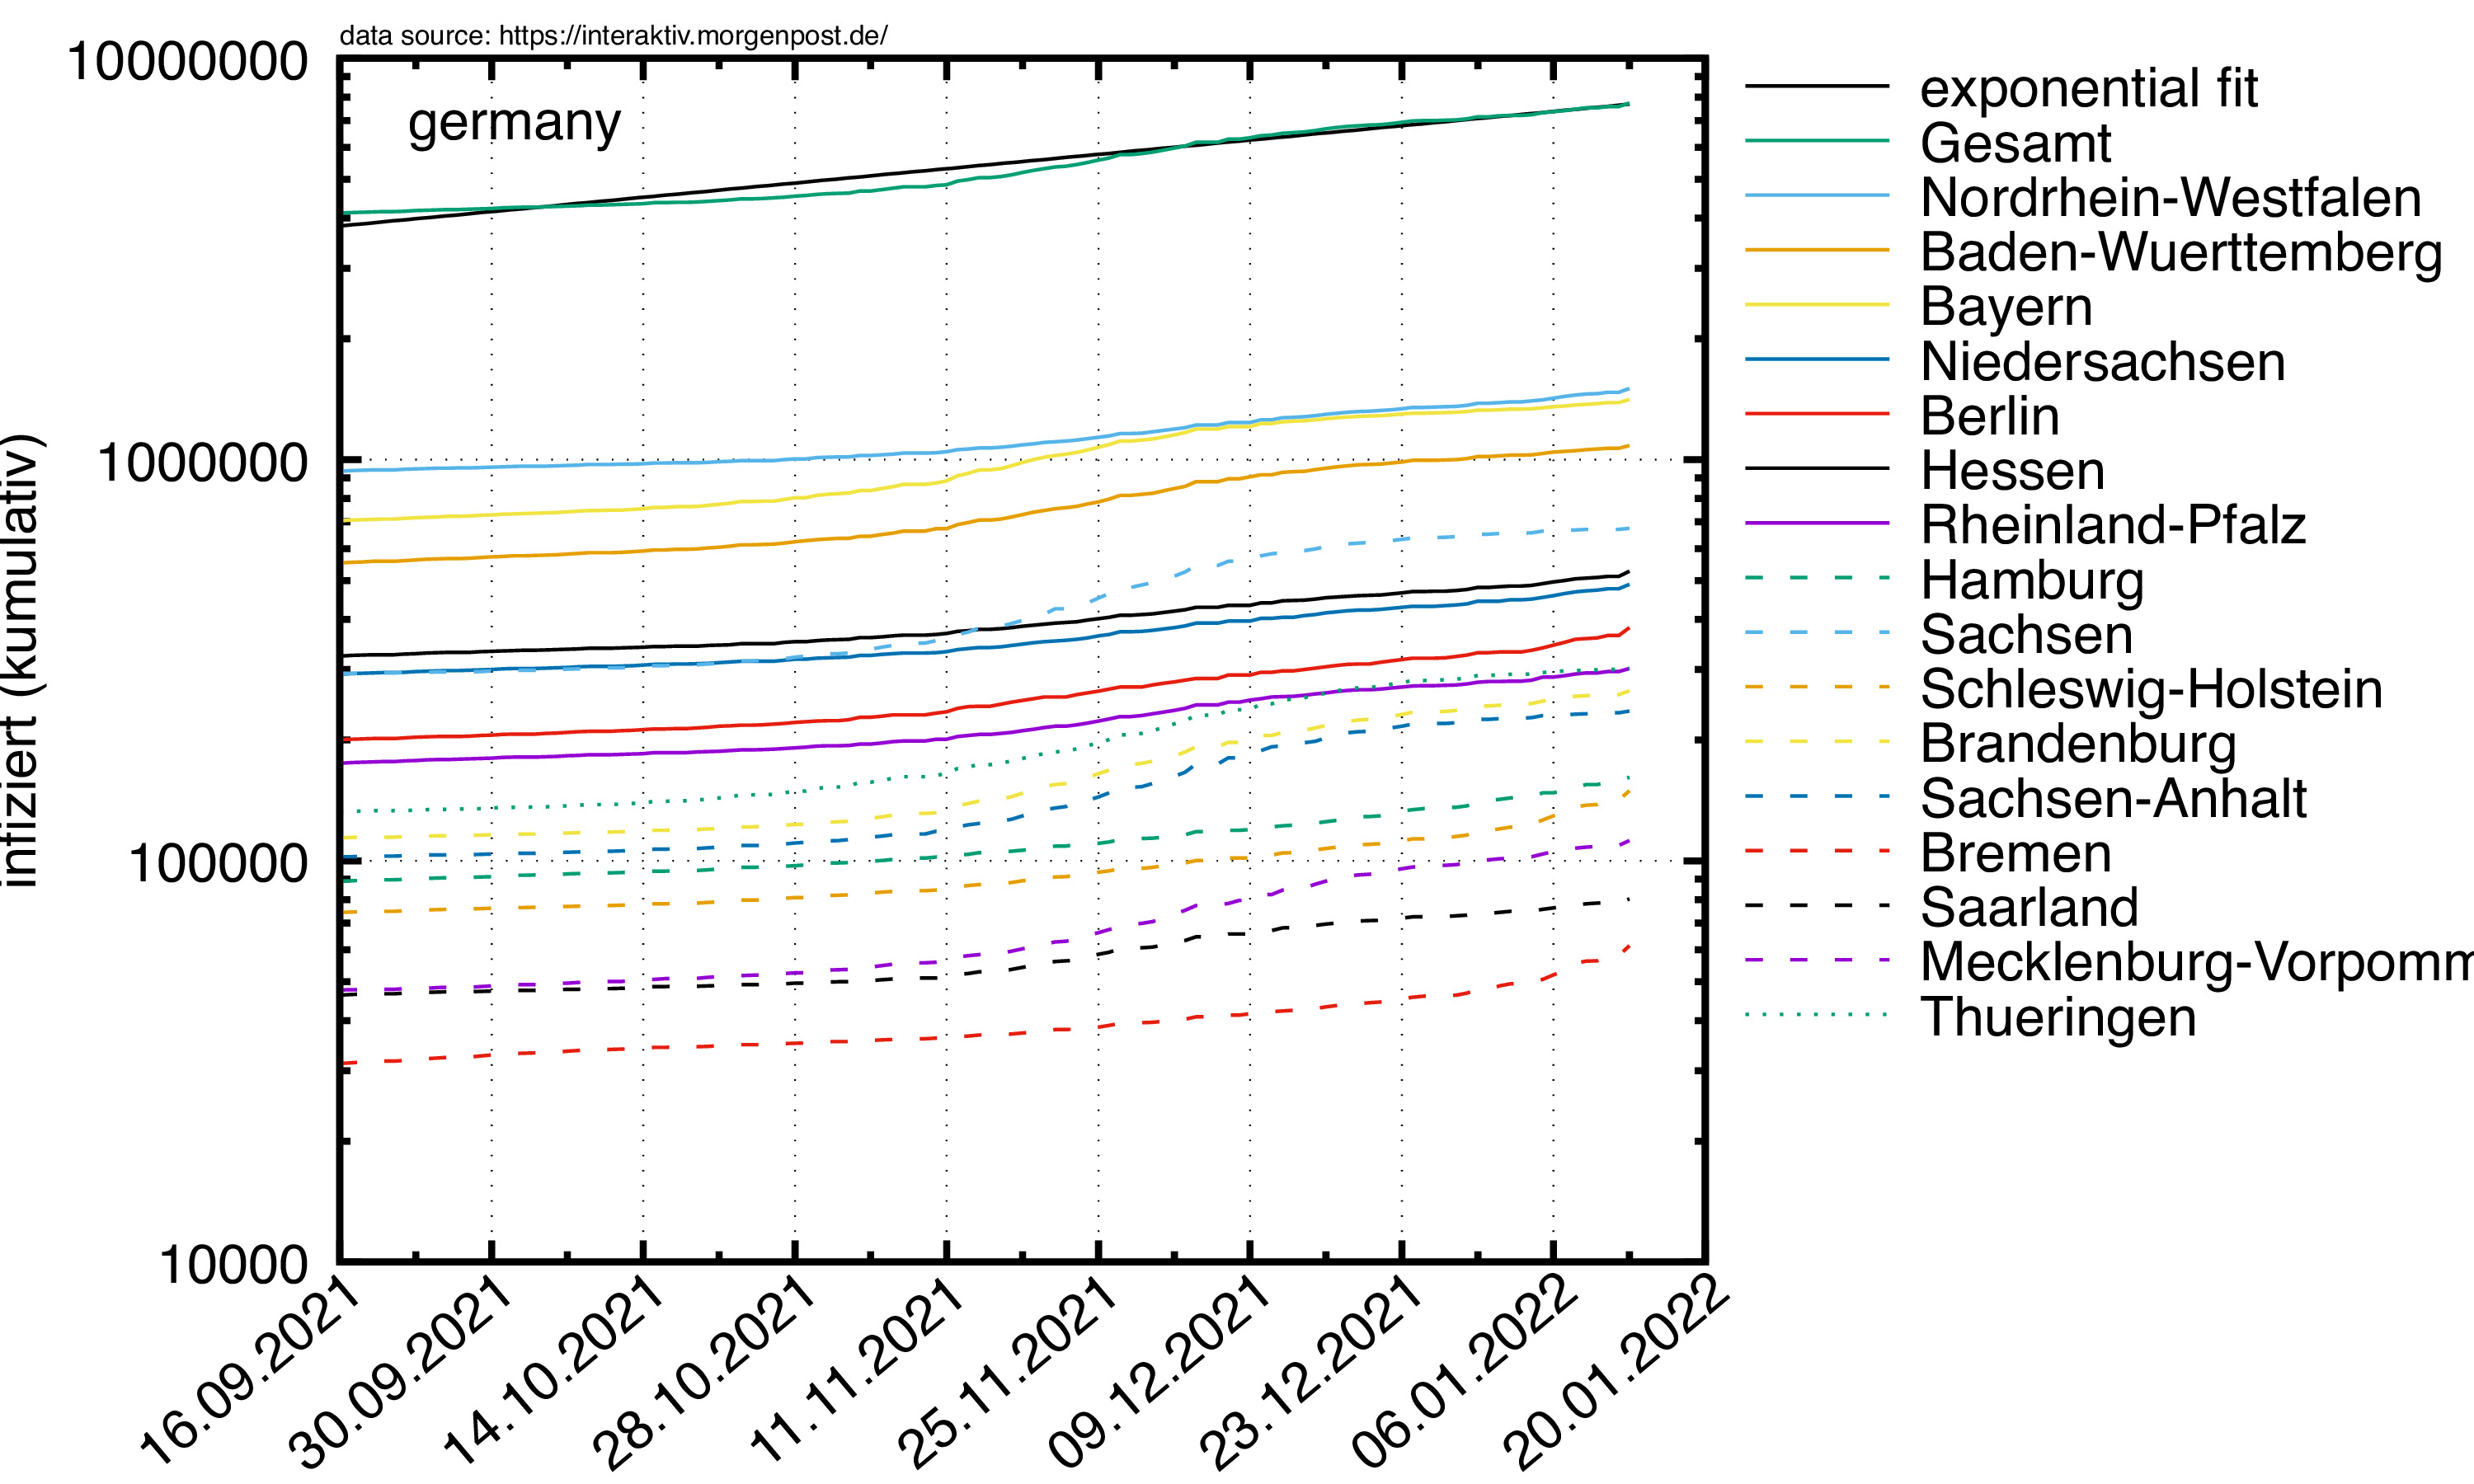 data source: https://interaktiv.morgenpost.de/
germany
infiziert (kumulativ)
10000000
1000000
100000
10000
16.09.2021
30.09.2021
14.10.2021
28.10.2021
11.11.2021
25.11.2021
09.12.2021
23.12.2021
06.01.2022
20.01.2022
exponential fit
Gesamt
Nordrhein-Westfalen
Baden-Wuerttemberg
Bayern
Niedersachsen
Berlin
Hessen
Rheinland-Pfalz
Hamburg
Sachsen
Schleswig-Holstein
Brandenburg
Sachsen-Anhalt
Bremen
Saarland
Mecklenburg-Vorpomm
Thueringen